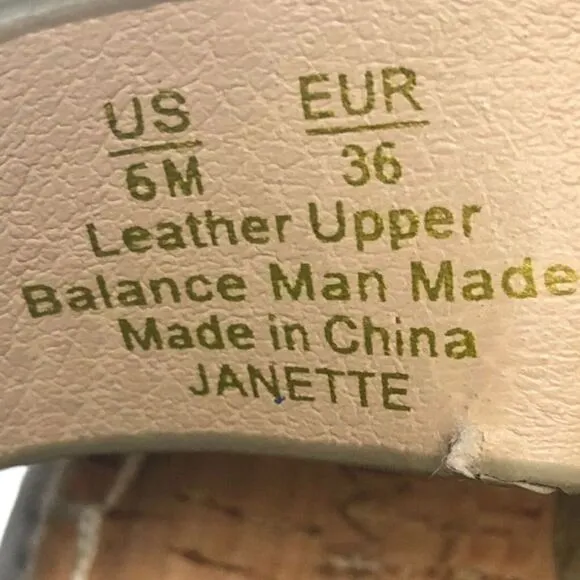 US EUR
6M 36
Leather Upper
Balance Man Made
Made in China
JANETTE